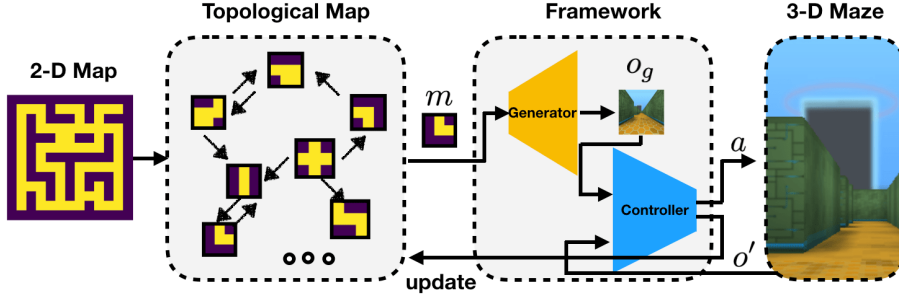 Topological Map
Framework
3-D Maze
2-D Map
m
o_g
Generator
a
Controller
o′
update